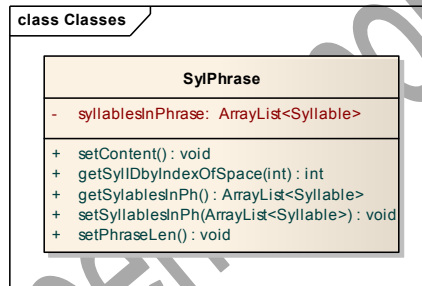 class Classes
SylPhrase
- syllablesInPhrase: ArrayList<Syllable>
+ setContent() : void
+ getSyllDbyIndexOfSpace(int) : int
+ getSylablesInPh() : ArrayList<Syllable>
+ setSyllablesInPh(ArrayList<Syllable>) : void
+ setPhraseLen() : void